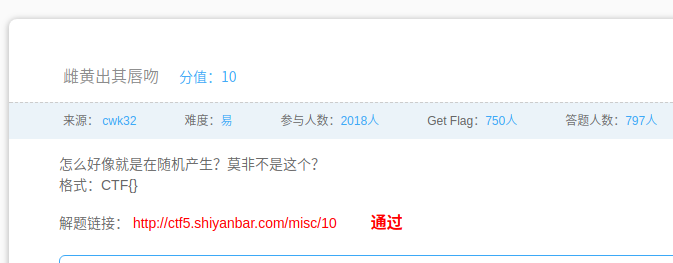 雌黄出其唇吻 分值：10
来源： cwk32 难度：易 参与人数：2018人 Get Flag：750人 答题人数：797人
怎么好像就是在随机产生？莫非不是这个？
格式：CTF{}
解题链接： http://ctf5.shiyanbar.com/misc/10 通过